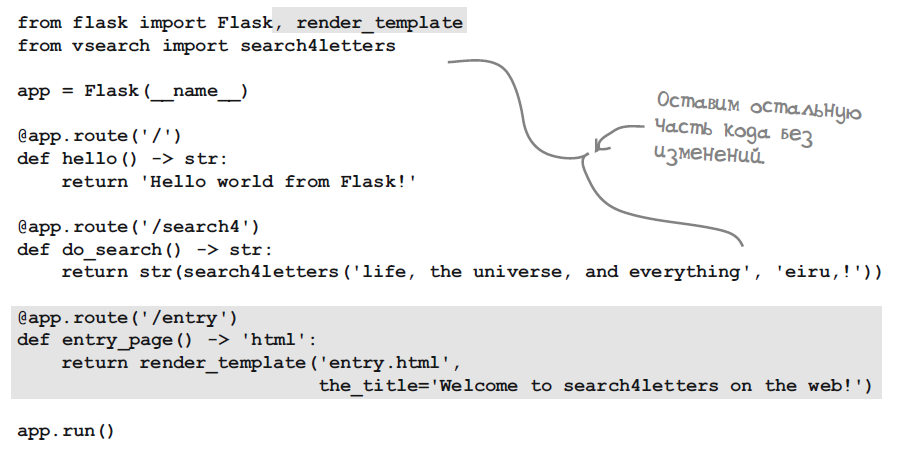 from flask import Flask, render_template
from vsearch import search4letters
app = Flask(__name__)
@app.route('/')
def hello() -> str:
    return 'Hello world from Flask!'
@app.route('/search4')
def do_search() -> str:
    return str(search4letters('life, the universe, and everything', 'eiru,!'))
@app.route('/entry')
def entry_page() -> 'html':
    return render_template('entry.html',
                           the_title='Welcome to search4letters on the web!')
app.run()
Оставим остальную
часть кода без
изменений.